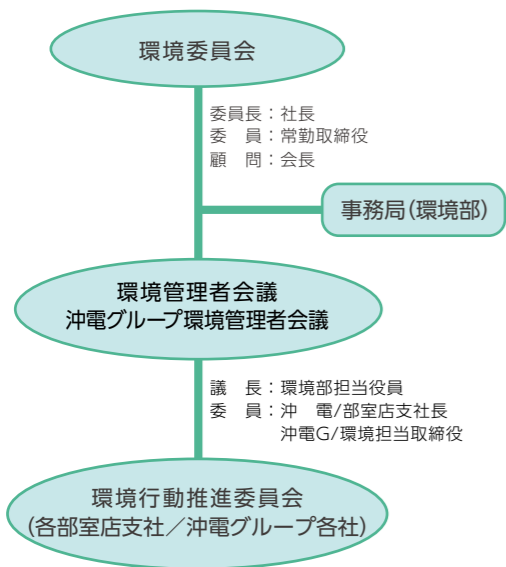 環境委員会
委員長：社長
委　員：常勤取締役
顧　問：会長
事務局(環境部)
環境管理者会議
沖電グループ環境管理者会議
議　長：環境部担当役員
委　員：沖　電/部室店支社長
沖電G/環境担当取締役
環境行動推進委員会
(各部室店支社／沖電グループ各社)